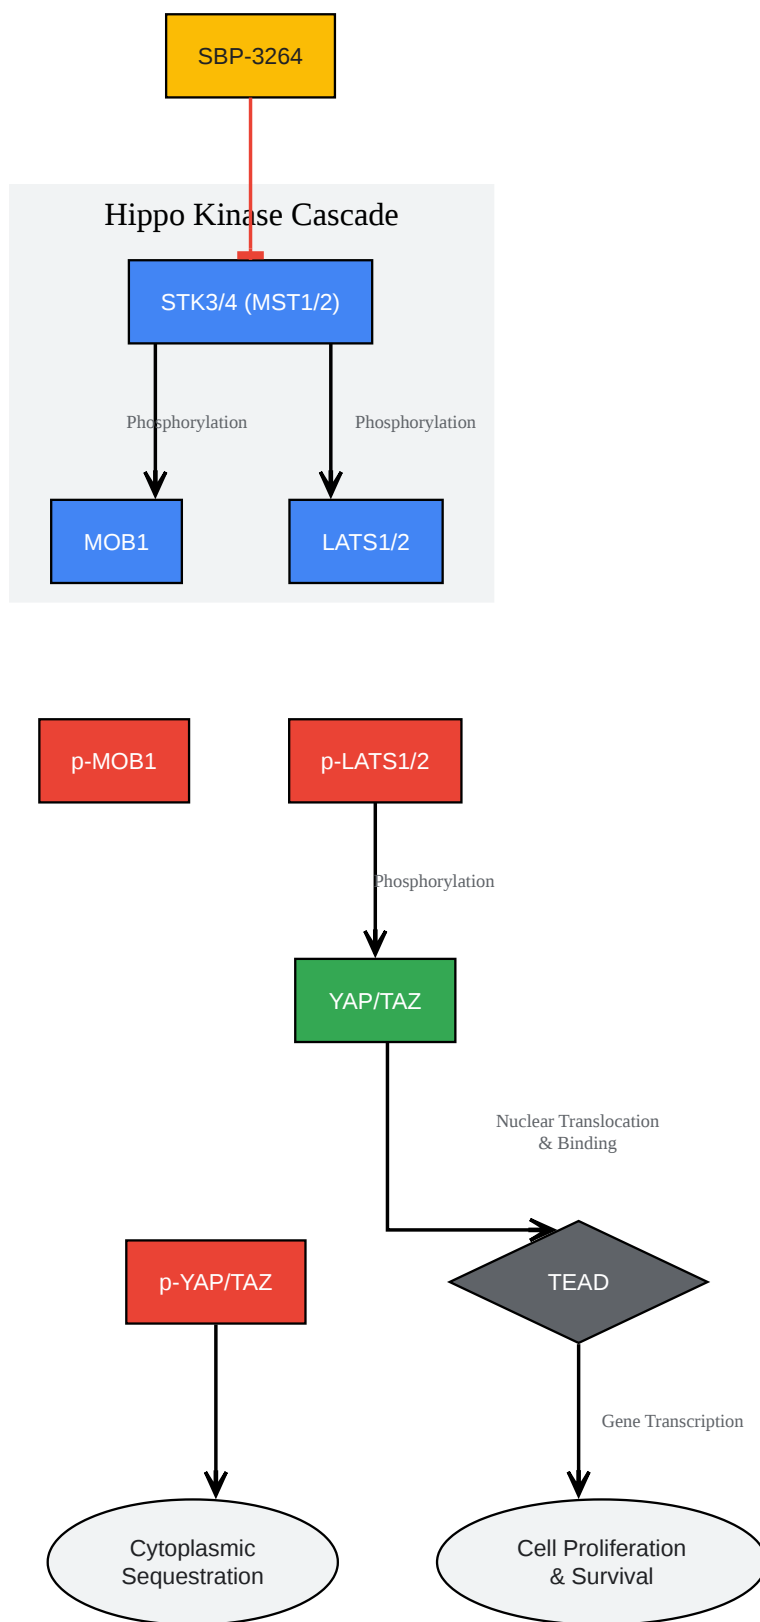 SBP-3264
Hippo Kinase Cascade
STK3/4 (MST1/2)
Phosphorylation
Phosphorylation
MOB1
LATS1/2
p-MOB1
p-LATS1/2
Phosphorylation
YAP/TAZ
Nuclear Translocation
& Binding
p-YAP/TAZ
TEAD
Gene Transcription
Cytoplasmic
Sequestration
Cell Proliferation
& Survival